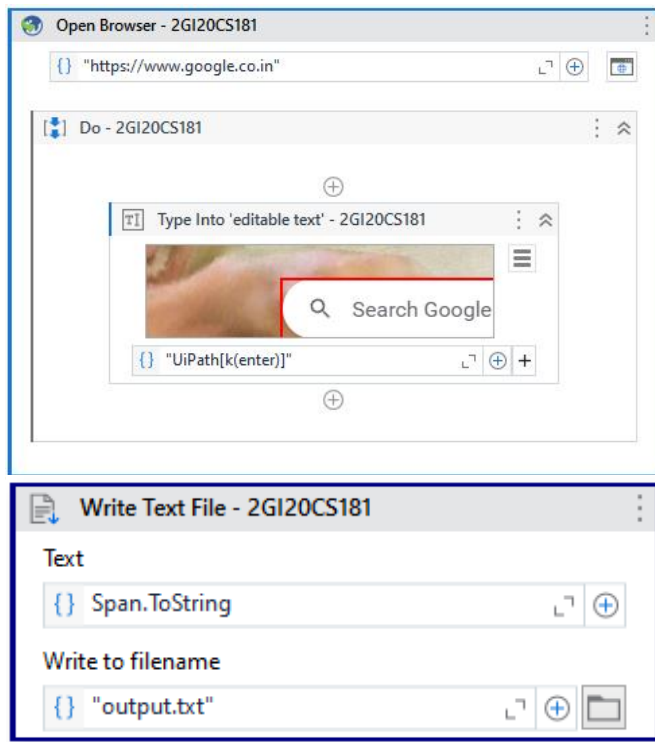 Open Browser - 2GI20CS181
{} "https://www.google.co.in"
Do - 2GI20CS181
TI Type Into 'editable text' - 2GI20CS181
Search Google
{} "UiPath[k(enter)]"
Write Text File - 2GI20CS181
Text
{} Span.ToString
Write to filename
{} "output.txt"